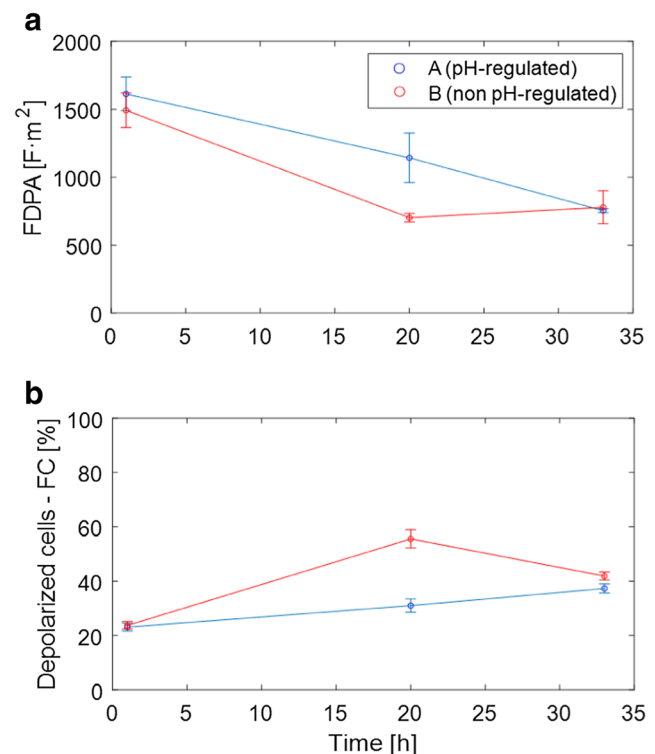 a
2000
1500
1000
500
0
FDPA [F·m²]
A (pH-regulated)
B (non pH-regulated)
0 5 10 15 20 25 30 35
b
100
80
60
40
20
0
Depolarized cells - FC [%]
0 5 10 15 20 25 30 35
Time [h]